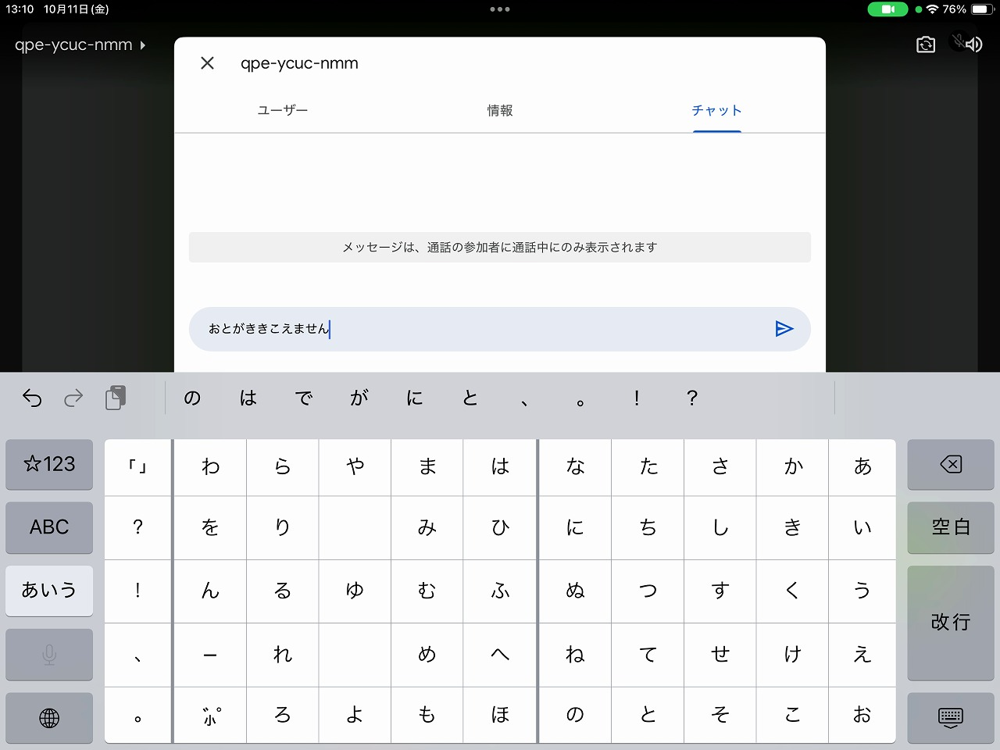 13:10 10月11日(金)
76%
qpe-ycuc-nmm
qpe-ycuc-nmm
ユーザー 情報 チャット
メッセージは、通話の参加者に通話中にのみ表示されます
おとがききこえません
の は で が に と 、 。 ! ?
☆123 「」 わ ら や ま は な た さ か あ
ABC ? を り み ひ に ち し き い 空白
あいう ! ん る ゆ む ふ ぬ つ す く う 改行
、 ー れ め へ ね て せ け え
。 ゛゜小 ろ よ も ほ の と そ こ お